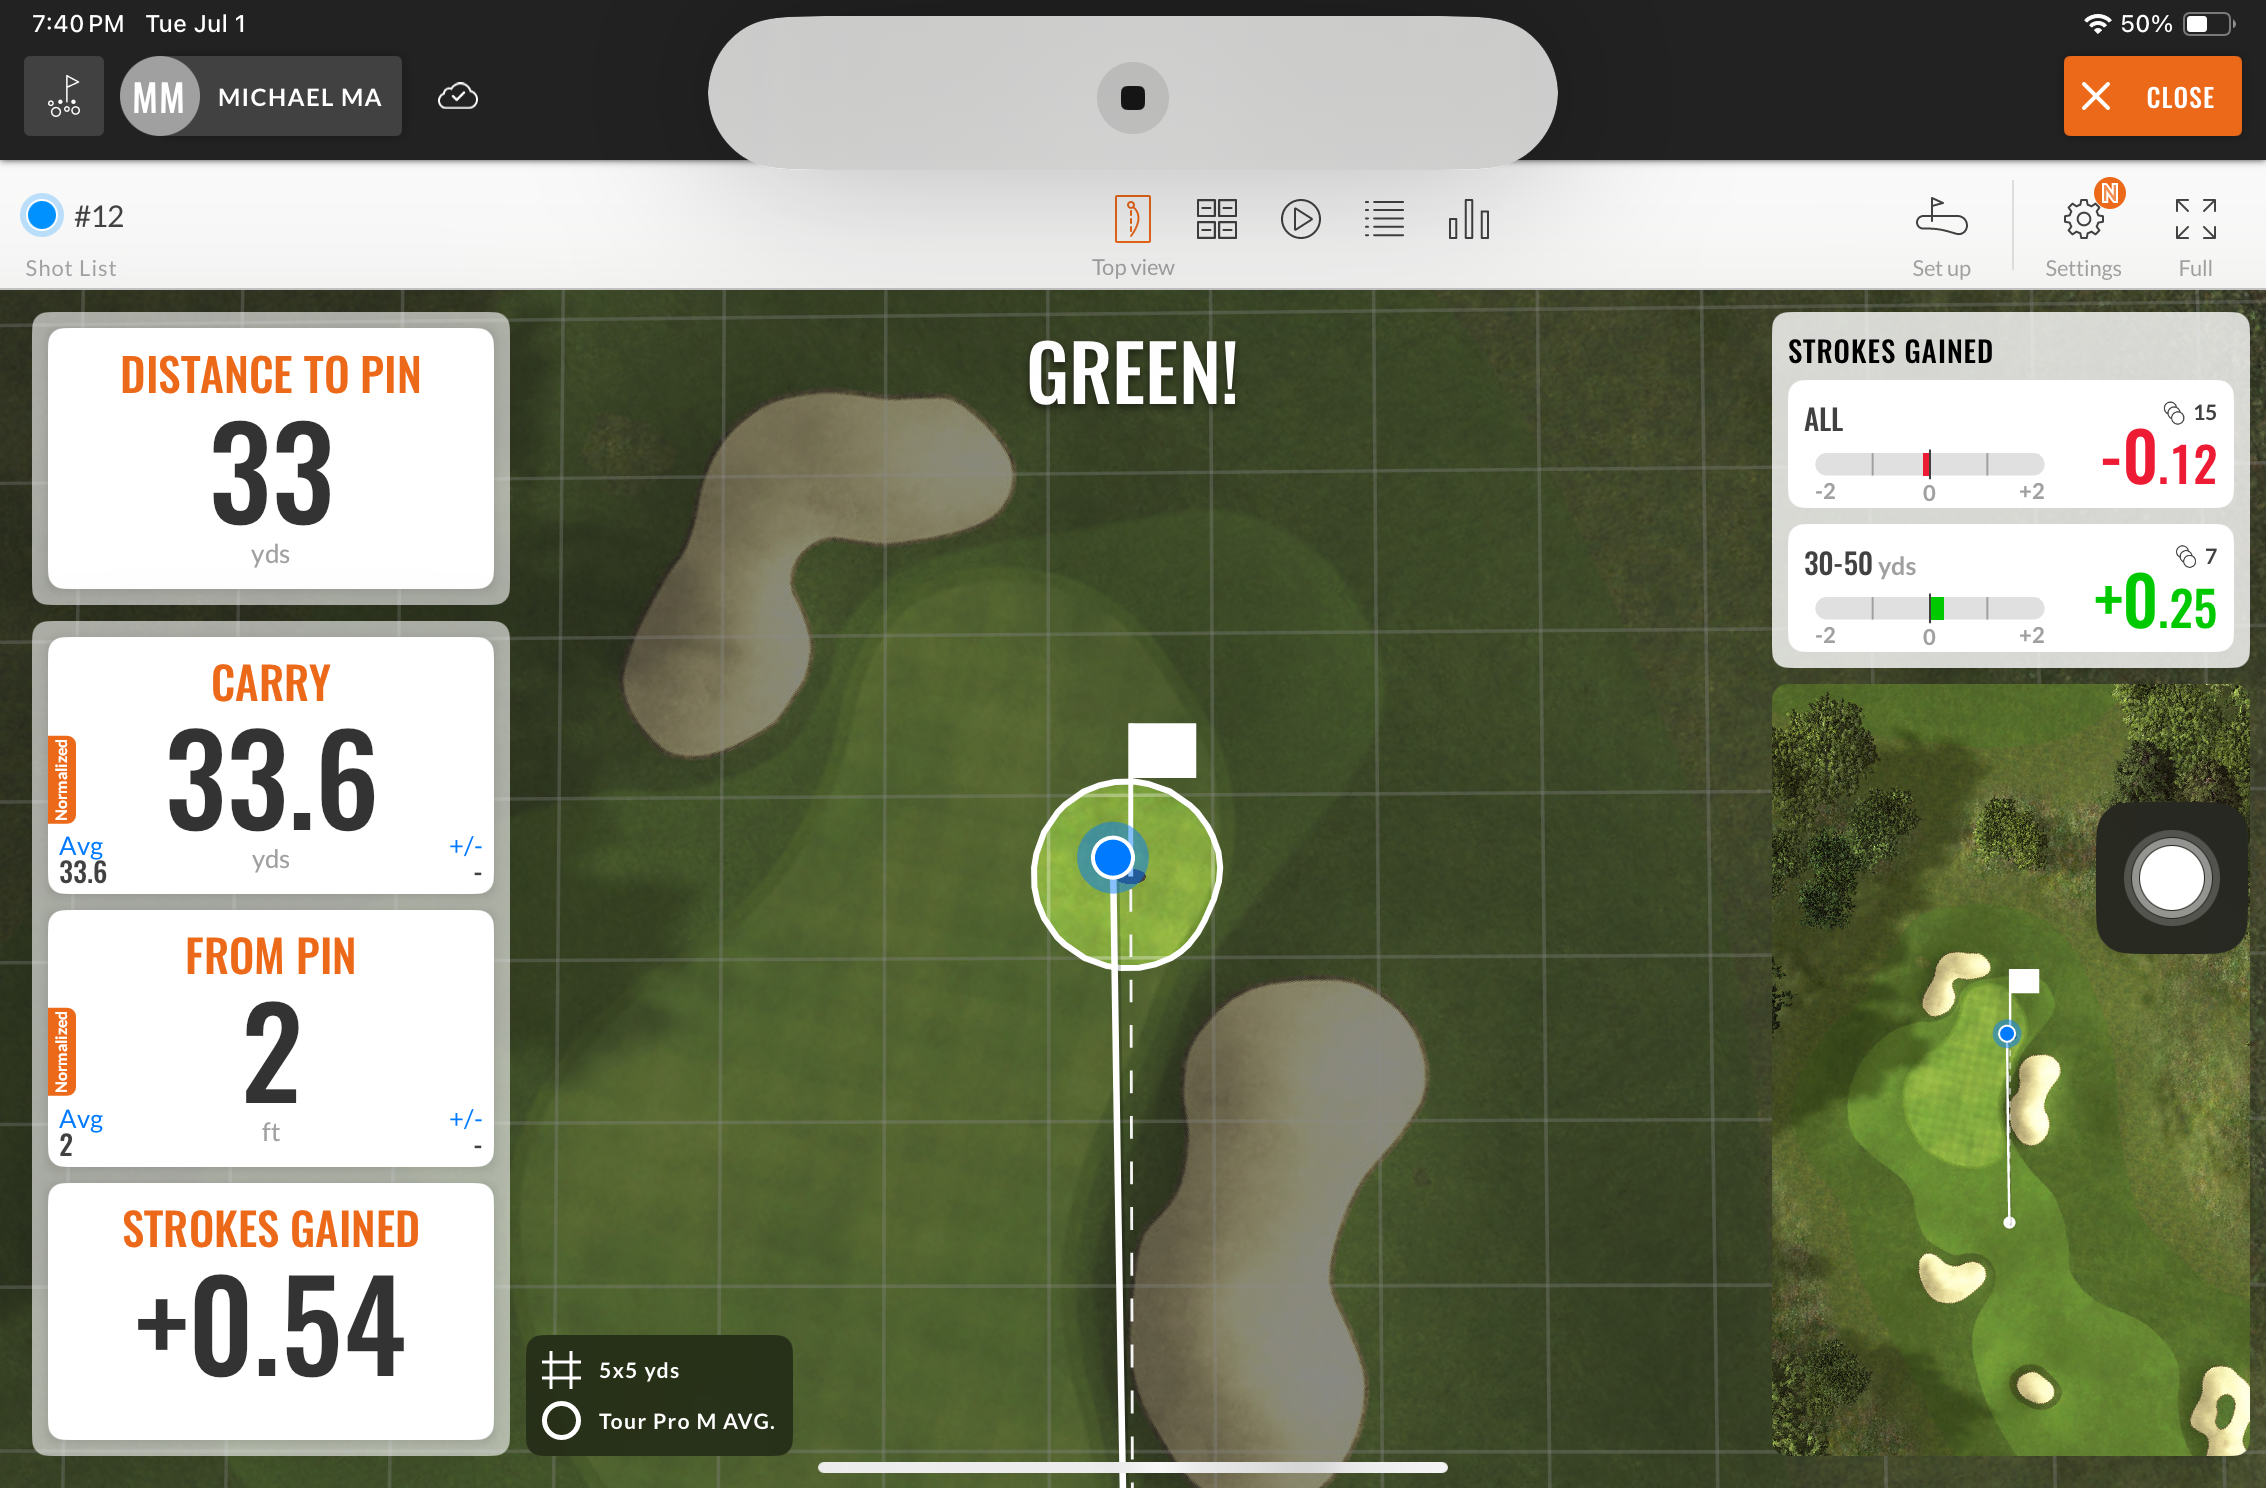 7:40 PM Tue Jul 1
50%
MM MICHAEL MA
CLOSE
#12
Shot List
Top view
Set up
N
Settings
Full
DISTANCE TO PIN
33
yds
CARRY
Normalized
33.6
yds
Avg
33.6
+/-
-
FROM PIN
Normalized
2
ft
Avg
2
+/-
-
STROKES GAINED
+0.54
GREEN!
5x5 yds
Tour Pro M AVG.
STROKES GAINED
ALL
15
-0.12
-2 0 +2
30-50 yds
7
+0.25
-2 0 +2